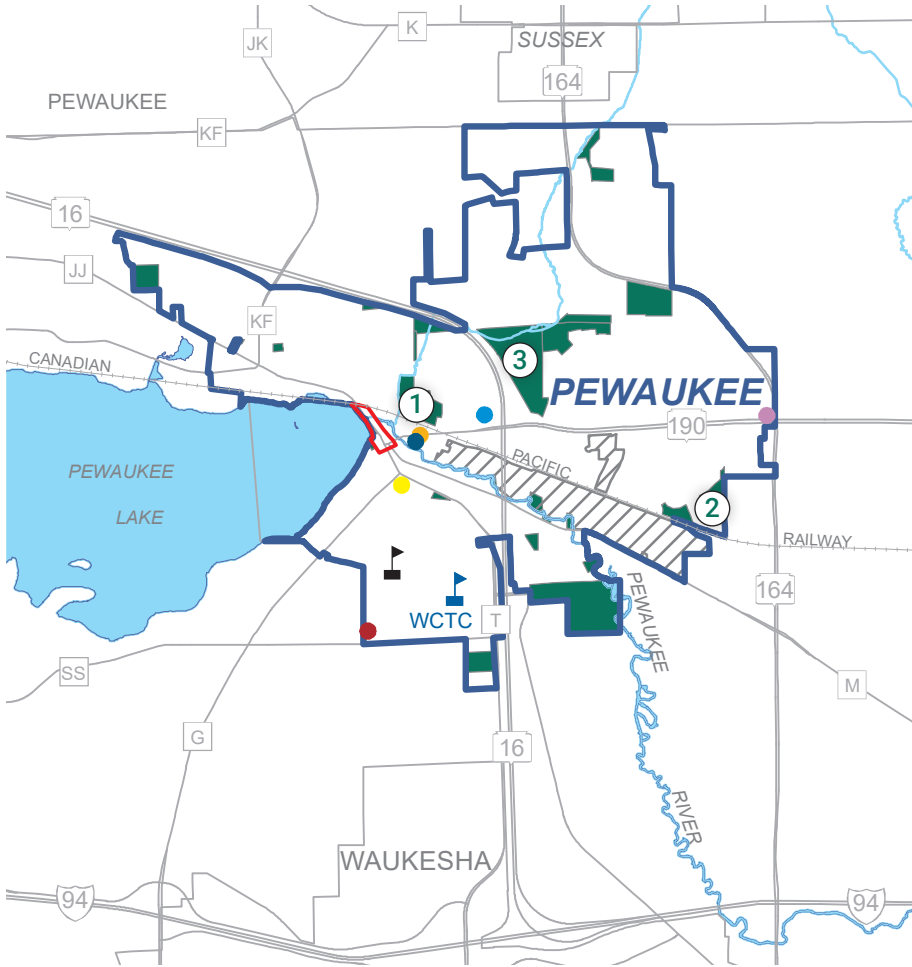 K
SUSSEX
JK
164
PEWAUKEE
KF
16
JJ
KF
CANADIAN
3
PEWAUKEE
1
190
PEWAUKEE
LAKE
PACIFIC
2
RAILWAY
164
PEWAUKEE
WCTC
T
SS
M
G
16
RIVER
WAUKESHA
94
94